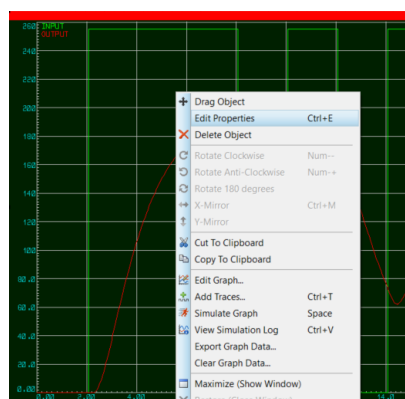 260
INPUT
OUTPUT
240
220
200
180
160
140
120
100
80.0
60.0
40.0
20.0
0.00
0.00
2.00
4.00
14.0
Drag Object
Edit Properties Ctrl+E
Delete Object
Rotate Clockwise Num--
Rotate Anti-Clockwise Num-+
Rotate 180 degrees
X-Mirror Ctrl+M
Y-Mirror
Cut To Clipboard
Copy To Clipboard
Edit Graph...
Add Traces... Ctrl+T
Simulate Graph Space
View Simulation Log Ctrl+V
Export Graph Data...
Clear Graph Data...
Maximize (Show Window)